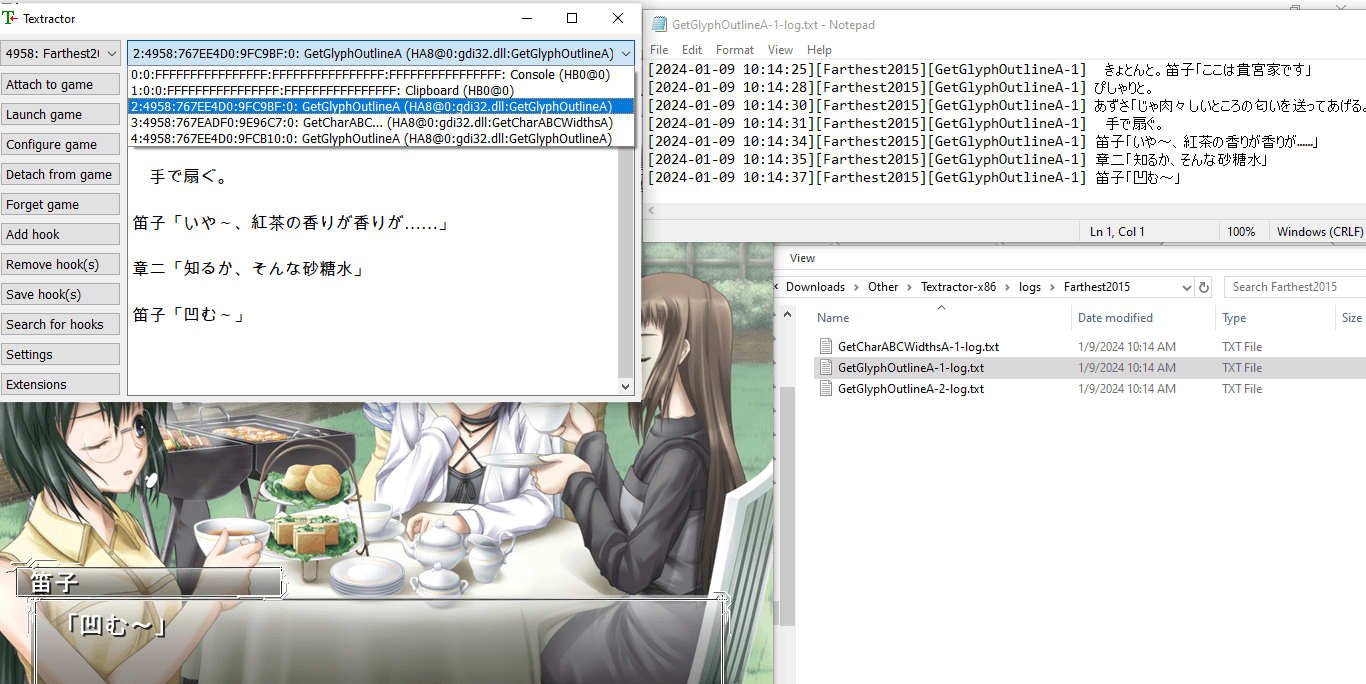 Textractor
4958: Farthest20
2:4958:767EE4D0:9FC9BF:0: GetGlyphOutlineA (HA8@0:gdi32.dll:GetGlyphOutlineA)
0:0:FFFFFFFFFFFFFFFF:FFFFFFFFFFFFFFFF:FFFFFFFFFFFFFFFF: Console (HB0@0)
1:0:0:FFFFFFFFFFFFFFFF:FFFFFFFFFFFFFFFF: Clipboard (HB0@0)
2:4958:767EE4D0:9FC9BF:0: GetGlyphOutlineA (HA8@0:gdi32.dll:GetGlyphOutlineA)
3:4958:767EADF0:9E96C7:0: GetCharABC... (HA8@0:gdi32.dll:GetCharABCWidthsA)
4:4958:767EE4D0:9FCB10:0: GetGlyphOutlineA (HA8@0:gdi32.dll:GetGlyphOutlineA)
Attach to game
Launch game
Configure game
Detach from game
Forget game
Add hook
Remove hook(s)
Save hook(s)
Search for hooks
Settings
Extensions
手で扇ぐ。
笛子「いや～、紅茶の香りが香りが……」
章二「知るか、そんな砂糖水」
笛子「凹む～」
GetGlyphOutlineA-1-log.txt - Notepad
File Edit Format View Help
[2024-01-09 10:14:25][Farthest2015][GetGlyphOutlineA-1] きょとんと。笛子「ここは貴宮家です」
[2024-01-09 10:14:28][Farthest2015][GetGlyphOutlineA-1] ぴしゃりと。
[2024-01-09 10:14:30][Farthest2015][GetGlyphOutlineA-1] あずさ「じゃ肉々しいところの匂いを送ってあげる。
[2024-01-09 10:14:31][Farthest2015][GetGlyphOutlineA-1] 手で扇ぐ。
[2024-01-09 10:14:34][Farthest2015][GetGlyphOutlineA-1] 笛子「いや～、紅茶の香りが香りが……」
[2024-01-09 10:14:35][Farthest2015][GetGlyphOutlineA-1] 章二「知るか、そんな砂糖水」
[2024-01-09 10:14:37][Farthest2015][GetGlyphOutlineA-1] 笛子「凹む～」
Ln 1, Col 1 100% Windows (CRLF)
View
Downloads › Other › Textractor-x86 › logs › Farthest2015
Search Farthest2015
Name Date modified Type Size
GetCharABCWidthsA-1-log.txt 1/9/2024 10:14 AM TXT File
GetGlyphOutlineA-1-log.txt 1/9/2024 10:14 AM TXT File
GetGlyphOutlineA-2-log.txt 1/9/2024 10:14 AM TXT File
笛子
「凹む～」